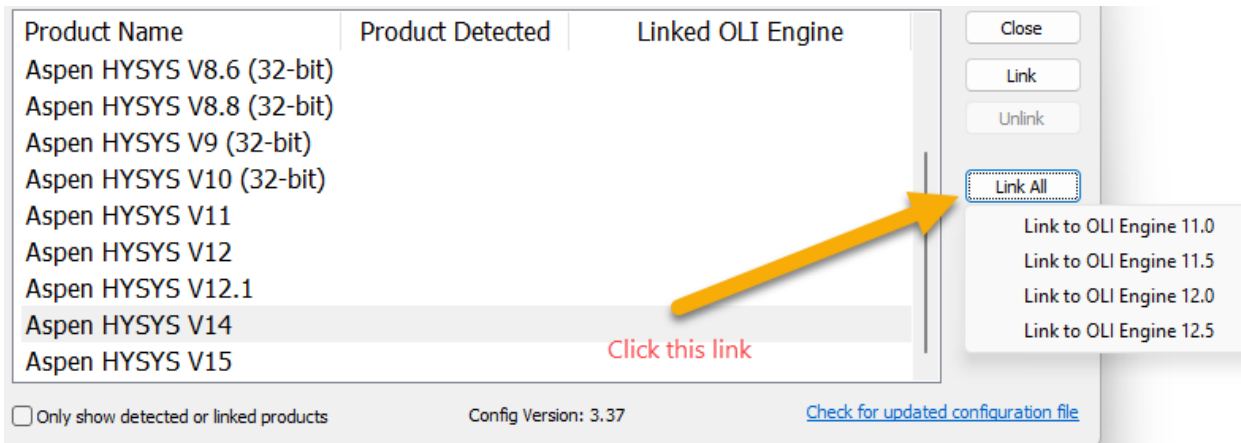 Product Name Product Detected Linked OLI Engine
Aspen HYSYS V8.6 (32-bit)
Aspen HYSYS V8.8 (32-bit)
Aspen HYSYS V9 (32-bit)
Aspen HYSYS V10 (32-bit)
Aspen HYSYS V11
Aspen HYSYS V12
Aspen HYSYS V12.1
Aspen HYSYS V14
Aspen HYSYS V15
Close
Link
Unlink
Link All
Link to OLI Engine 11.0
Link to OLI Engine 11.5
Link to OLI Engine 12.0
Link to OLI Engine 12.5
Click this link
Only show detected or linked products Config Version: 3.37 Check for updated configuration file